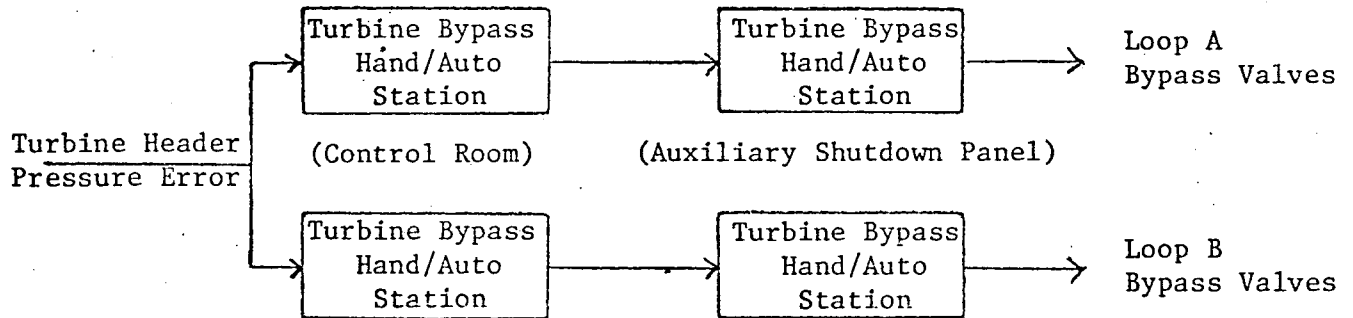 Turbine Bypass
Hand/Auto
Station
Turbine Bypass
Hand/Auto
Station
Loop A
Bypass Valves
Turbine Header
Pressure Error
(Control Room)
(Auxiliary Shutdown Panel)
Turbine Bypass
Hand/Auto
Station
Turbine Bypass
Hand/Auto
Station
Loop B
Bypass Valves